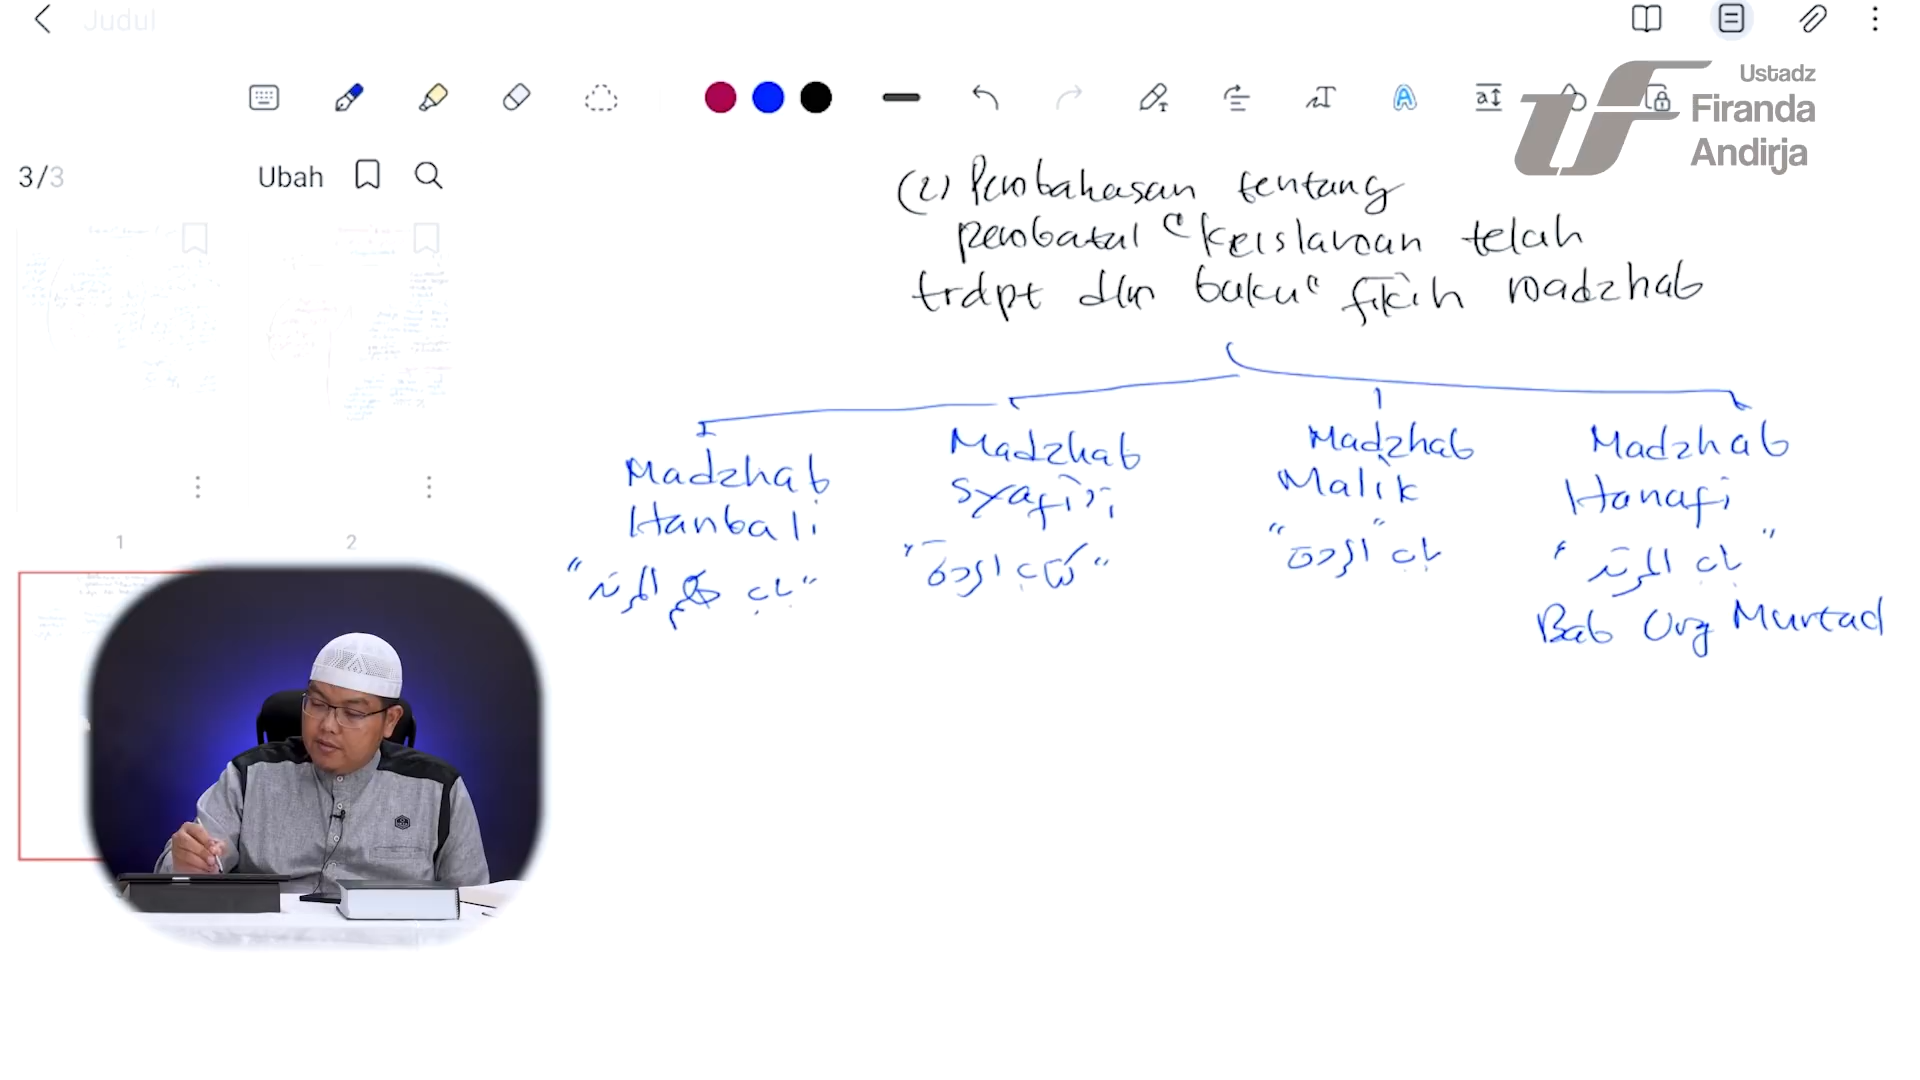 Judul
Ustadz
Firanda
Andirja
3/3
Ubah
(2) Pembahasan tentang
pembatal " keislaman telah
trdpt dlm buku" fikih madzhab
Madzhab
Hanbali
"باب حكم المرتد"
Madzhab
Syafi'i
"كتاب الردة"
Madzhab
Malik
"باب الردة"
Madzhab
Hanafi
"باب المرتد"
Bab Org Murtad
1
2